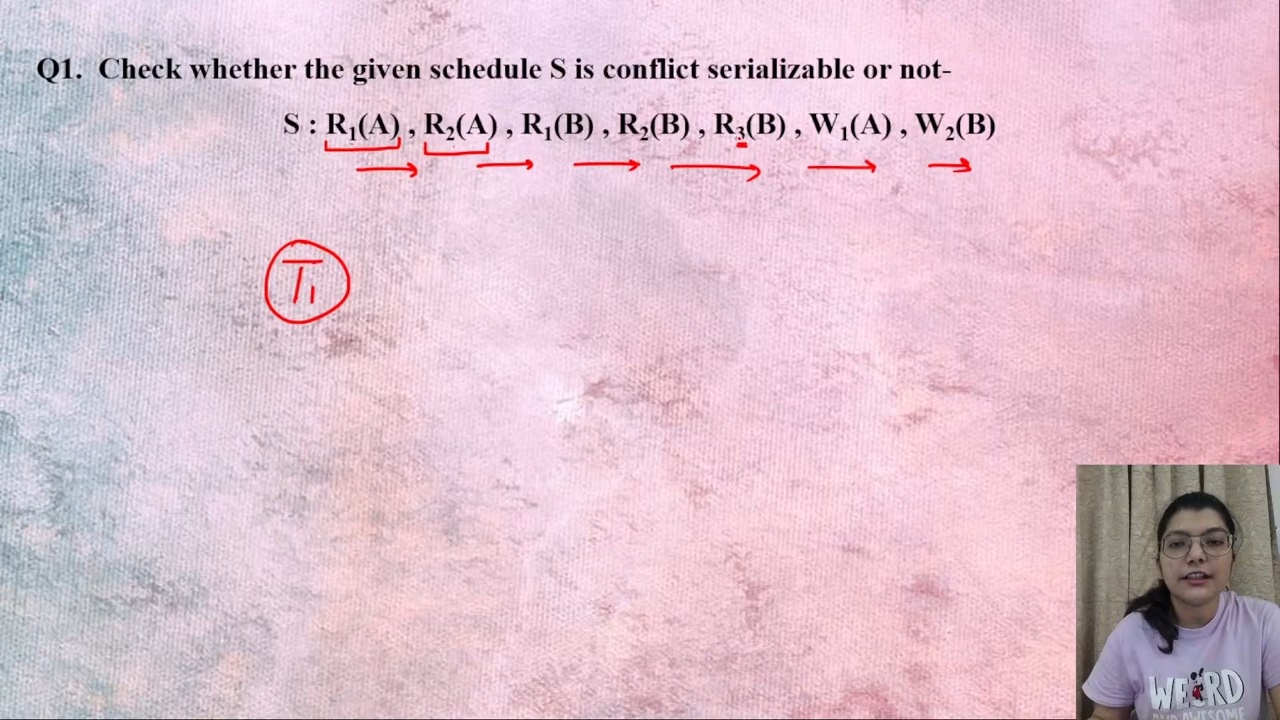 Q1. Check whether the given schedule S is conflict serializable or not-
S : R₁(A) , R₂(A) , R₁(B) , R₂(B) , R₃(B) , W₁(A) , W₂(B)
T₁
WEIRD